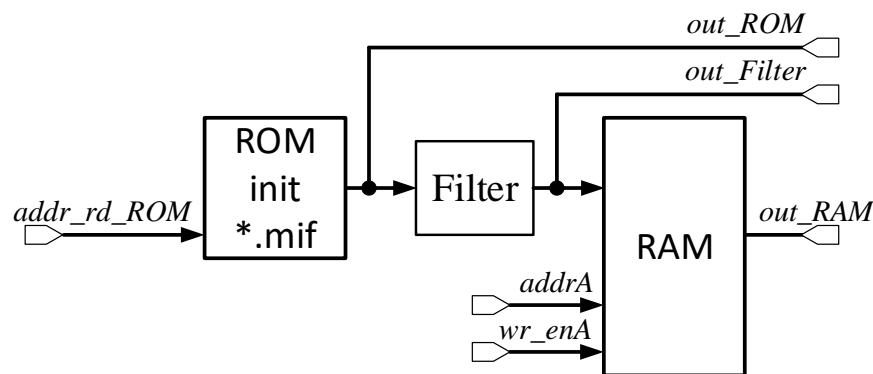 out_ROM
out_Filter
ROM
init
*.mif
Filter
addr_rd_ROM
out_RAM
RAM
addrA
wr_enA